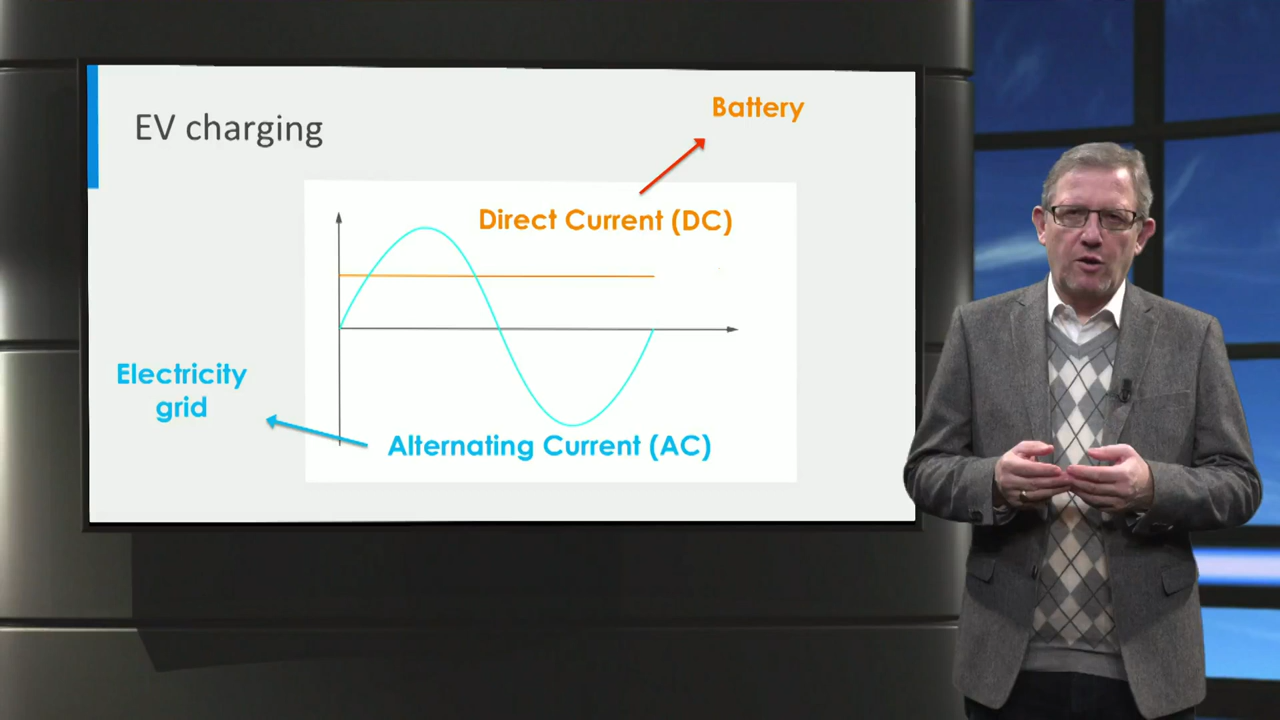 EV charging
Battery
Direct Current (DC)
Electricity
grid
Alternating Current (AC)